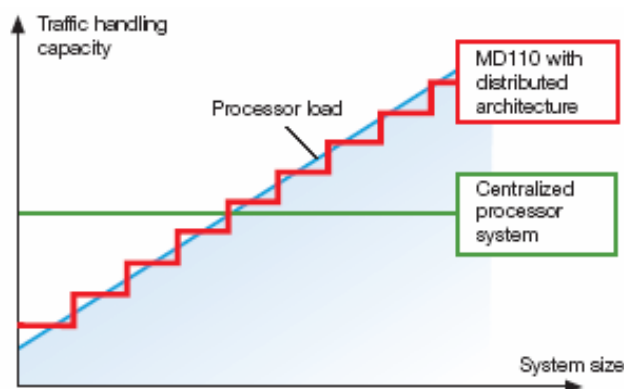 Traffic handling
capacity
MD110 with
distributed
architecture
Processor load
Centralized
processor
system
System size